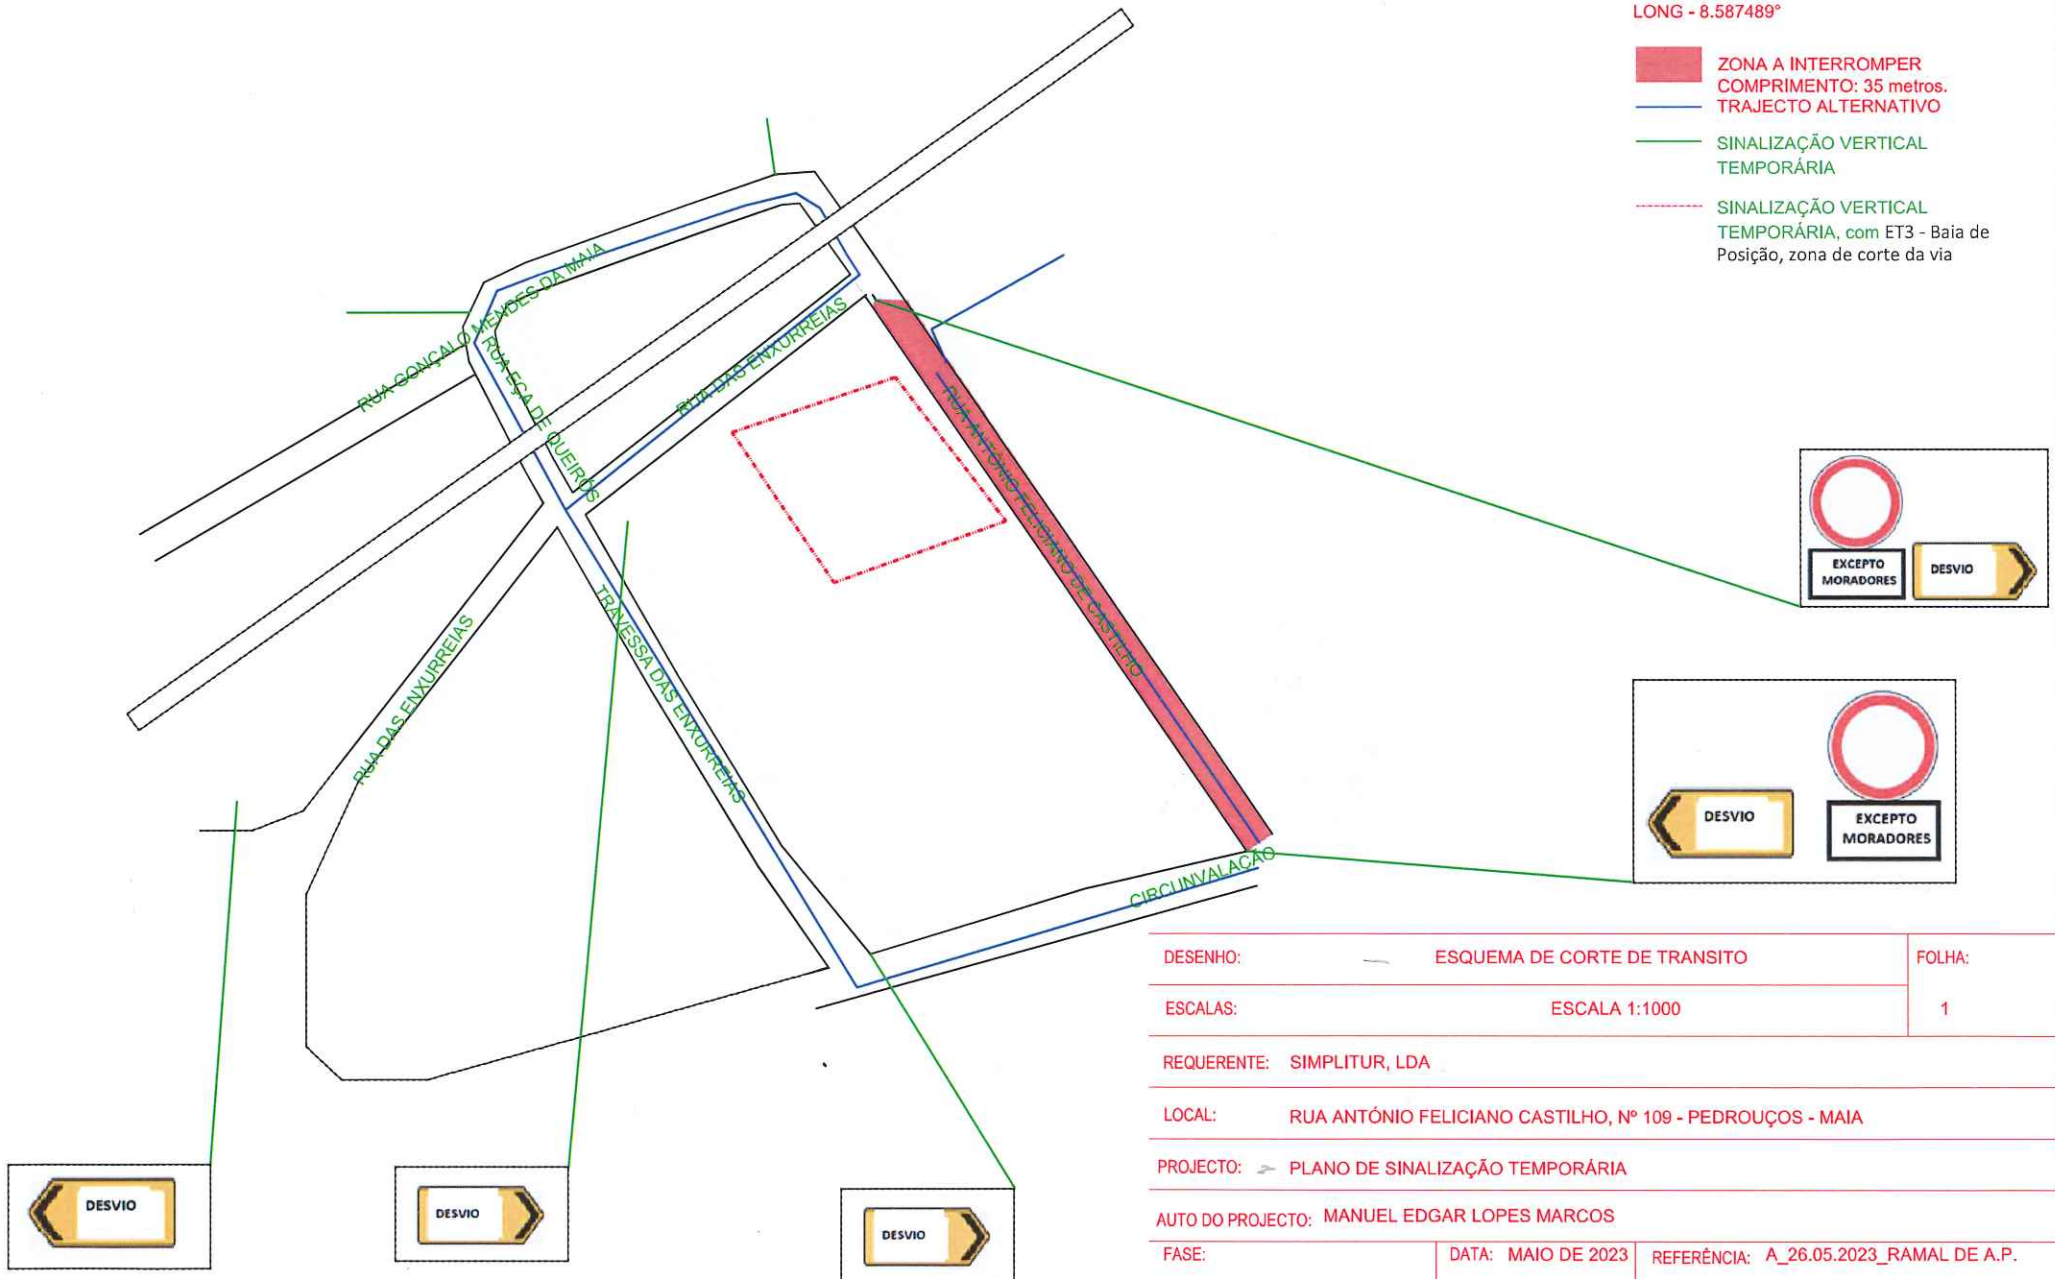 LONG - 8.587489°
ZONA A INTERROMPER
COMPRIMENTO: 35 metros.
TRAJECTO ALTERNATIVO
SINALIZAÇÃO VERTICAL
TEMPORÁRIA
SINALIZAÇÃO VERTICAL
TEMPORÁRIA, com ET3 - Baia de
Posição, zona de corte da via
RUA GONÇALO MENDES DA MAIA
RUA EÇA DE QUEIRÓS
RUA DAS ENXURREIAS
RUA ANTÓNIO FELICIANO DE CASTILHO
TRAVESSA DAS ENXURREIAS
RUA DAS ENXURREIAS
CIRCUNVALAÇÃO
EXCEPTO
MORADORES
DESVIO
DESVIO
EXCEPTO
MORADORES
DESVIO
DESVIO
DESVIO
DESENHO: ESQUEMA DE CORTE DE TRANSITO
FOLHA:
ESCALAS: ESCALA 1:1000
1
REQUERENTE: SIMPLITUR, LDA
LOCAL: RUA ANTÓNIO FELICIANO CASTILHO, Nº 109 - PEDROUÇOS - MAIA
PROJECTO: PLANO DE SINALIZAÇÃO TEMPORÁRIA
AUTO DO PROJECTO: MANUEL EDGAR LOPES MARCOS
FASE: DATA: MAIO DE 2023 REFERÊNCIA: A_26.05.2023_RAMAL DE A.P.